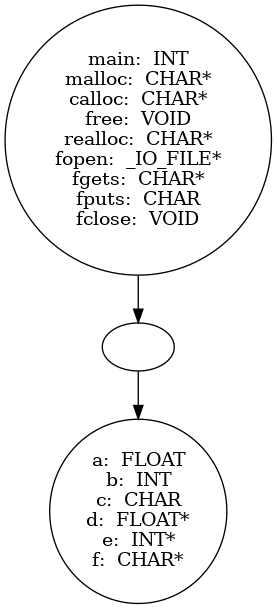 main: INT
malloc: CHAR*
calloc: CHAR*
free: VOID
realloc: CHAR*
fopen: _IO_FILE*
fgets: CHAR*
fputs: CHAR
fclose: VOID
a: FLOAT
b: INT
c: CHAR
d: FLOAT*
e: INT*
f: CHAR*